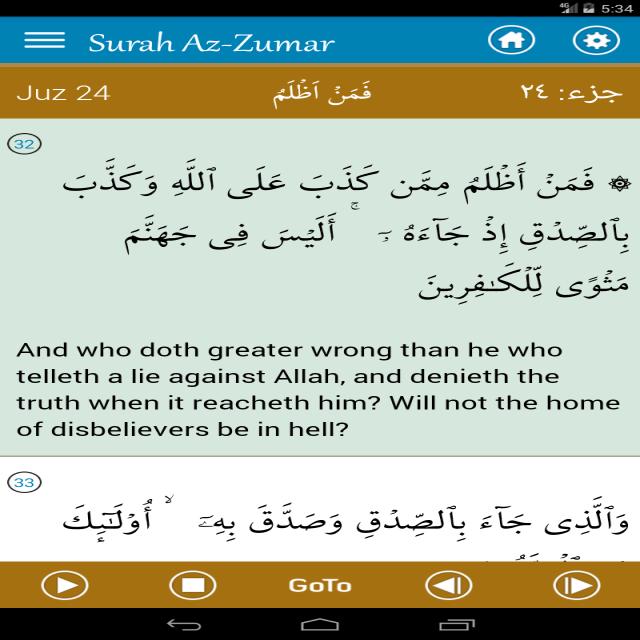 4G 5:34
Surah Az-Zumar
Juz 24 فَمَنْ اَظْلَمُ جزء: ٢٤
32
۞ فَمَنْ أَظْلَمُ مِمَّن كَذَبَ عَلَى ٱللَّهِ وَكَذَّبَ
بِٱلصِّدْقِ إِذْ جَآءَهُۥٓ ۚ أَلَيْسَ فِى جَهَنَّمَ
مَثْوًى لِّلْكَـٰفِرِينَ
And who doth greater wrong than he who
telleth a lie against Allah, and denieth the
truth when it reacheth him? Will not the home
of disbelievers be in hell?
33
وَٱلَّذِى جَآءَ بِٱلصِّدْقِ وَصَدَّقَ بِهِۦٓ ۙ أُو۟لَـٰٓئِكَ
GoTo